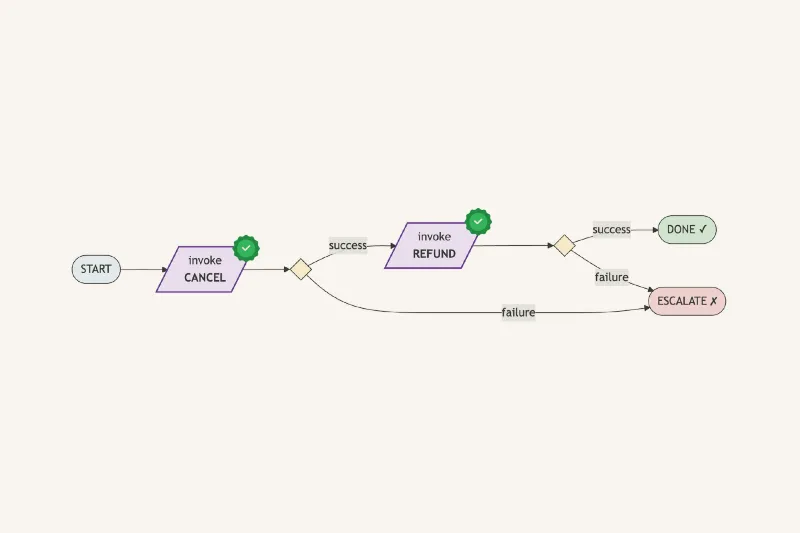 START
invoke
CANCEL
success
invoke
REFUND
success
DONE ✓
failure
ESCALATE ✗
failure